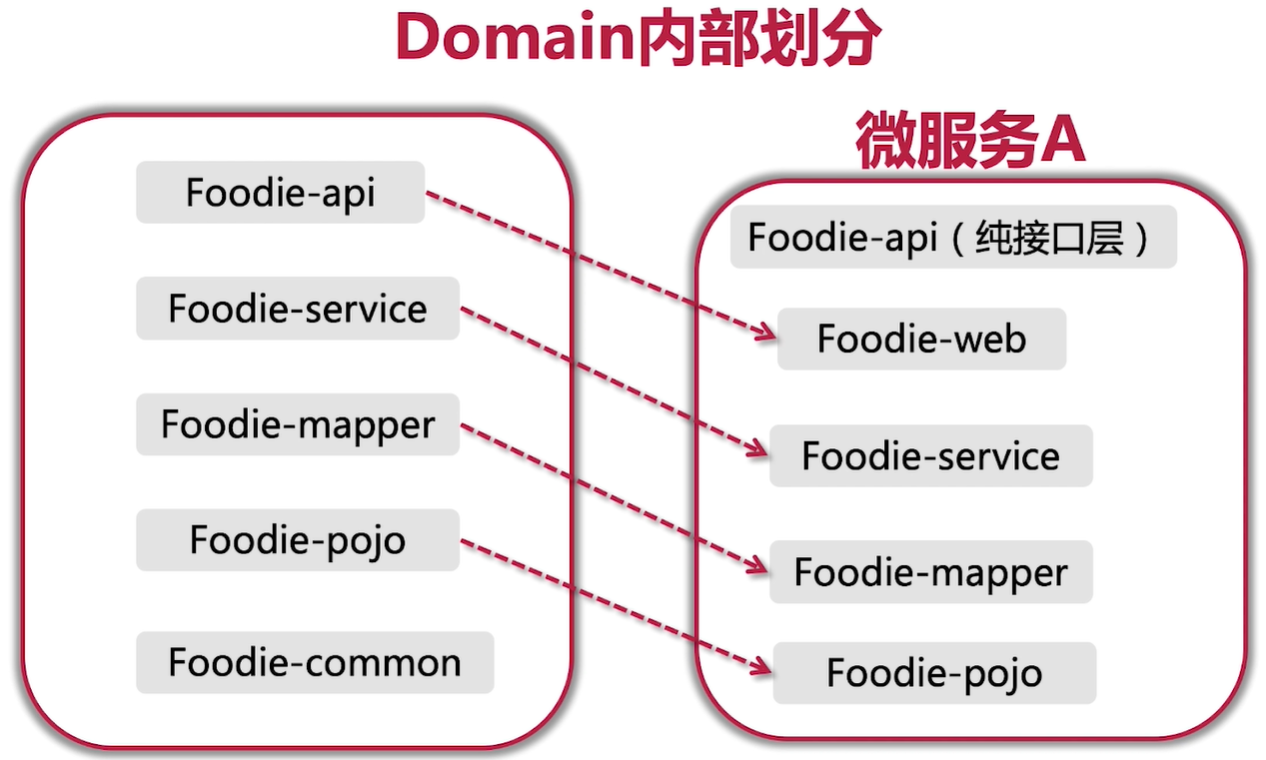 Domain内部划分
Foodie-api
Foodie-service
Foodie-mapper
Foodie-pojo
Foodie-common
微服务A
Foodie-api（纯接口层）
Foodie-web
Foodie-service
Foodie-mapper
Foodie-pojo